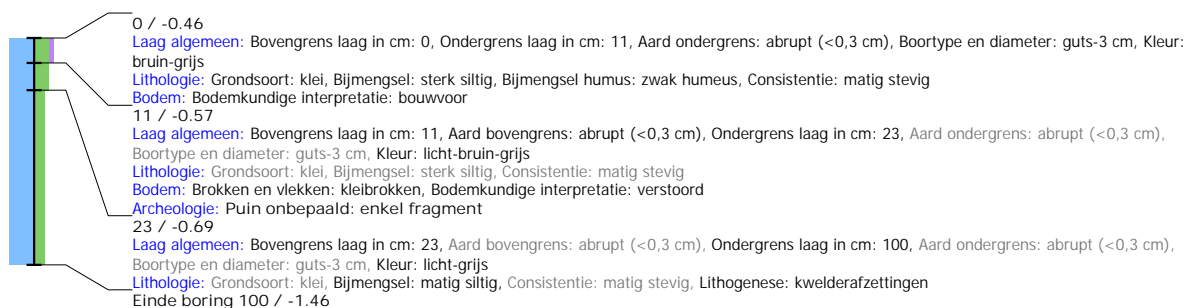 0 / -0.46
Laag algemeen: Bovengrens laag in cm: 0, Ondergrens laag in cm: 11, Aard ondergrens: abrupt (<0,3 cm), Boortype en diameter: guts-3 cm, Kleur:
bruin-grijs
Lithologie: Grondsoort: klei, Bijmengsel: sterk siltig, Bijmengsel humus: zwak humeus, Consistentie: matig stevig
Bodem: Bodemkundige interpretatie: bouwvoor
11 / -0.57
Laag algemeen: Bovengrens laag in cm: 11, Aard bovengrens: abrupt (<0,3 cm), Ondergrens laag in cm: 23, Aard ondergrens: abrupt (<0,3 cm),
Boortype en diameter: guts-3 cm, Kleur: licht-bruin-grijs
Lithologie: Grondsoort: klei, Bijmengsel: sterk siltig, Consistentie: matig stevig
Bodem: Brokken en vlekken: kleibrokken, Bodemkundige interpretatie: verstoord
Archeologie: Puin onbepaald: enkel fragment
23 / -0.69
Laag algemeen: Bovengrens laag in cm: 23, Aard bovengrens: abrupt (<0,3 cm), Ondergrens laag in cm: 100, Aard ondergrens: abrupt (<0,3 cm),
Boortype en diameter: guts-3 cm, Kleur: licht-grijs
Lithologie: Grondsoort: klei, Bijmengsel: matig siltig, Consistentie: matig stevig, Lithogenese: kwelderafzettingen
Einde boring 100 / -1.46